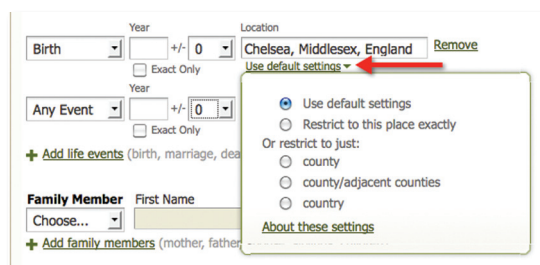 Year Location
Birth +/- 0 Chelsea, Middlesex, England Remove
Exact Only Use default settings
Year
Any Event +/- 0 Use default settings
Exact Only Restrict to this place exactly
Or restrict to just:
Add life events (birth, marriage, dea county
county/adjacent counties
Family Member First Name country
Choose... About these settings
Add family members (mother, father,